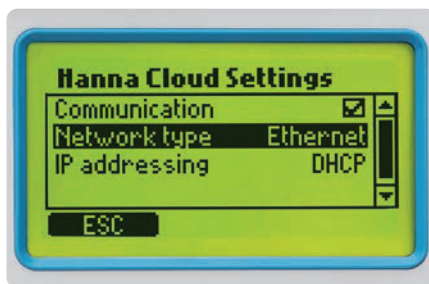 Hanna Cloud Settings
Communication
Network type Ethernet
IP addressing DHCP
ESC